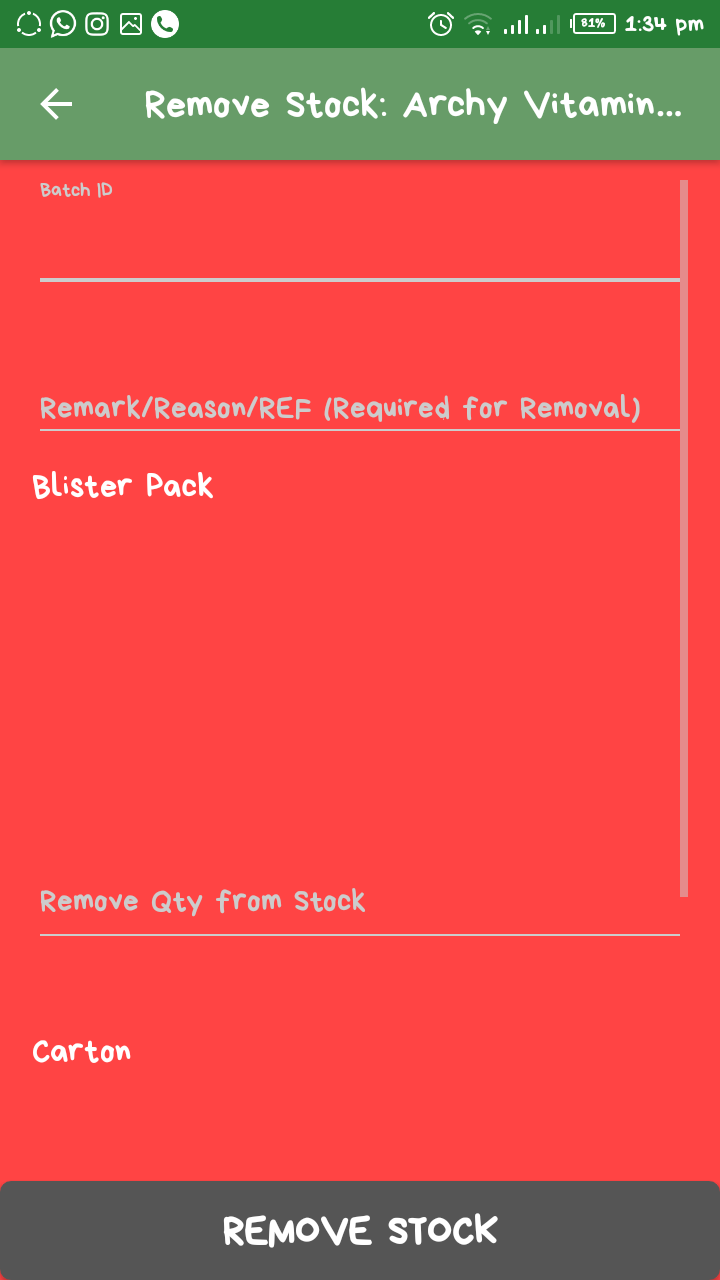 81% 1:34 pm
Remove Stock: Archy Vitamin...
Batch ID
Remark/Reason/REF (Required for Removal)
Blister Pack
Remove Qty from Stock
Carton
REMOVE STOCK